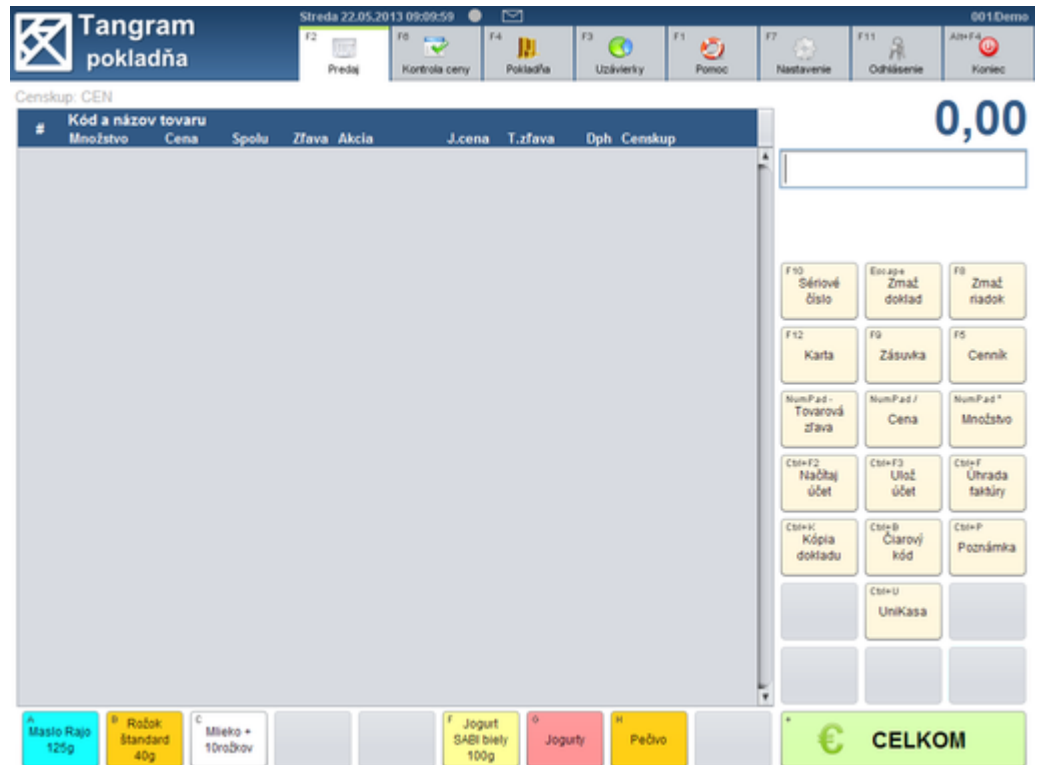 Tangram
pokladňa
Streda 22.05.2013 09:09:59
001/Demo
F2 Predaj
F6 Kontrola ceny
F4 Pokladňa
F3 Uzávierky
F1 Pomoc
F7 Nastavenie
F11 Odhlásenie
Alt+F4 Koniec
Censkup: CEN
0,00
# Kód a názov tovaru
Množstvo Cena Spolu Zľava Akcia J.cena T.zľava Dph Censkup
F10 Sériové
číslo
Escape Zmaž
doklad
F8 Zmaž
riadok
F12 Karta
F9 Zásuvka
F5 Cenník
NumPad - Tovarová
zľava
NumPad / Cena
NumPad * Množstvo
Ctrl+F2 Načítaj
účet
Ctrl+F3 Ulož
účet
Ctrl+F Úhrada
faktúry
Ctrl+K Kópia
dokladu
Ctrl+B Čiarový
kód
Ctrl+P Poznámka
Ctrl+U UniKasa
A Maslo Rajo
125g
B Rožok
štandard
40g
C Mlieko +
10rožkov
F Jogurt
SABI biely
100g
G Jogurty
H Pečivo
+ € CELKOM